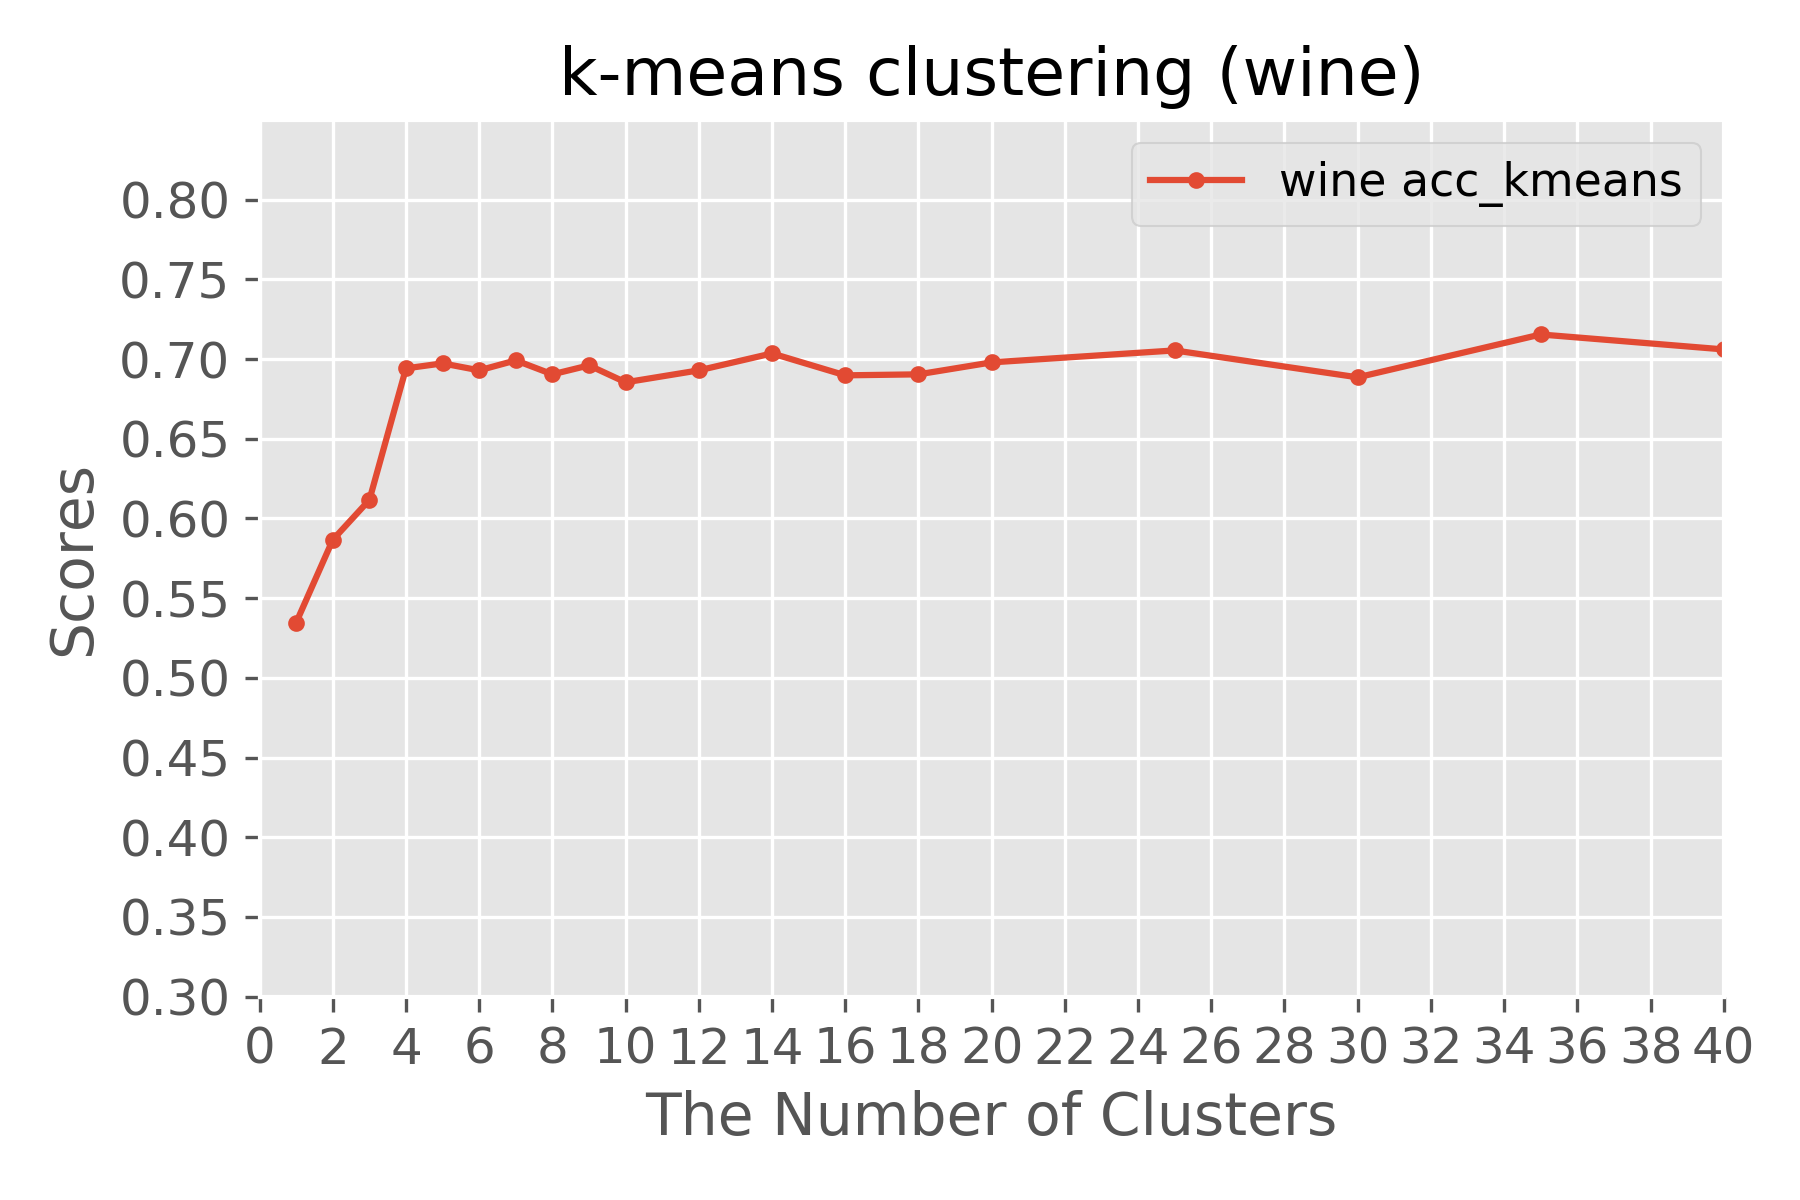 k-means clustering (wine)
wine acc_kmeans
0.80
0.75
0.70
0.65
0.60
0.55
0.50
0.45
0.40
0.35
0.30
Scores
0 2 4 6 8 10 12 14 16 18 20 22 24 26 28 30 32 34 36 38 40
The Number of Clusters